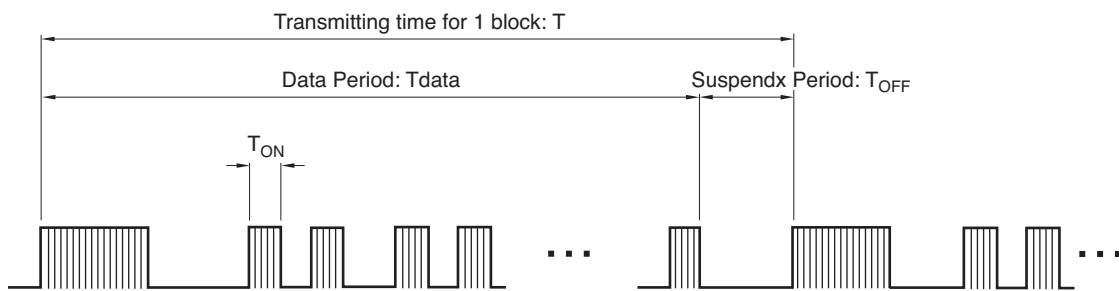 Transmitting time for 1 block: T
Data Period: Tdata
Suspendx Period: TOFF
TON